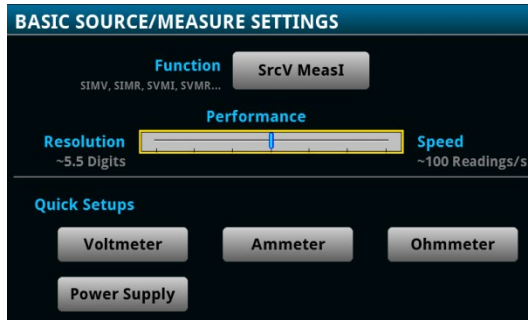 BASIC SOURCE/MEASURE SETTINGS
Function
SrcV MeasI
SIMV, SIMR, SVMI, SVMR...
Performance
Resolution
Speed
~5.5 Digits
~100 Readings/s
Quick Setups
Voltmeter
Ammeter
Ohmmeter
Power Supply